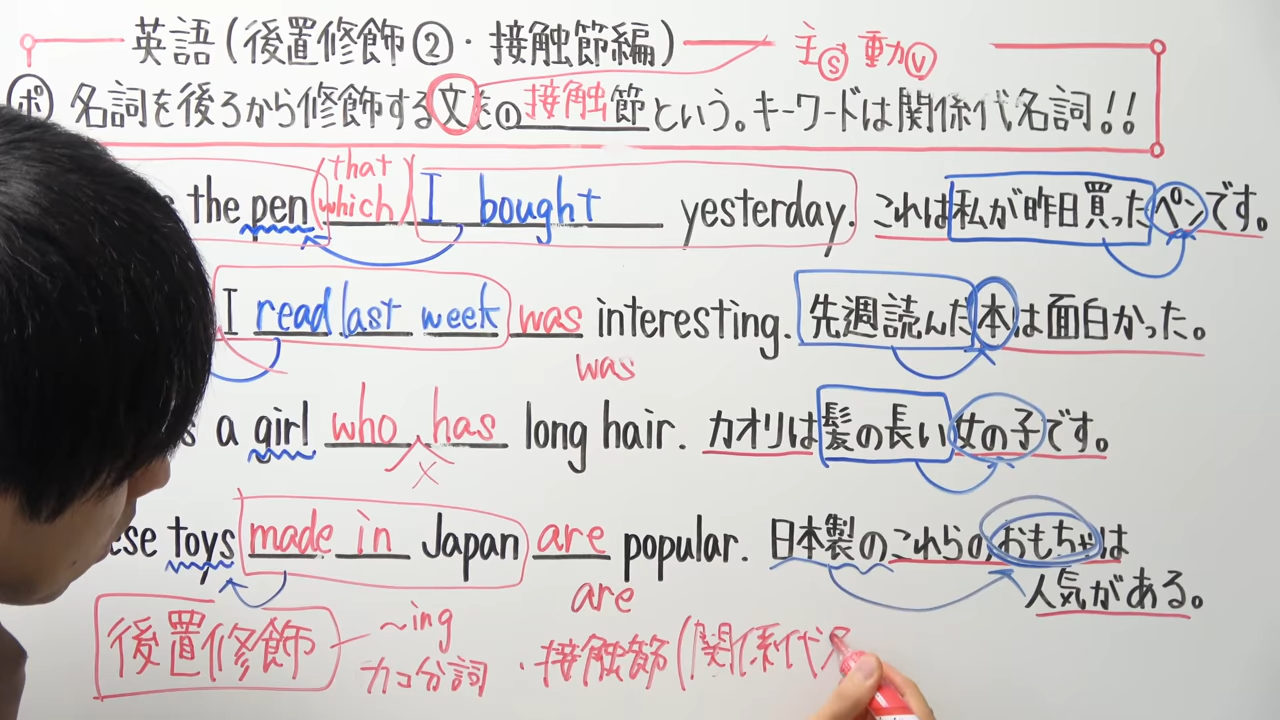 英語(後置修飾②・接触節編)
主Ⓢ 動Ⓥ
ポ 名詞を後ろから修飾する文を①接触節という。キーワードは関係代名詞!!
that
the pen (which) I bought yesterday. これは私が昨日買ったペンです。
I read last week was interesting. 先週読んだ本は面白かった。
was
a girl who has long hair. カオリは髪の長い女の子です。
×
ese toys made in Japan are popular. 日本製のこれらのおもちゃは
人気がある。
are
後置修飾
~ing
カコ分詞
・接触節(関係代